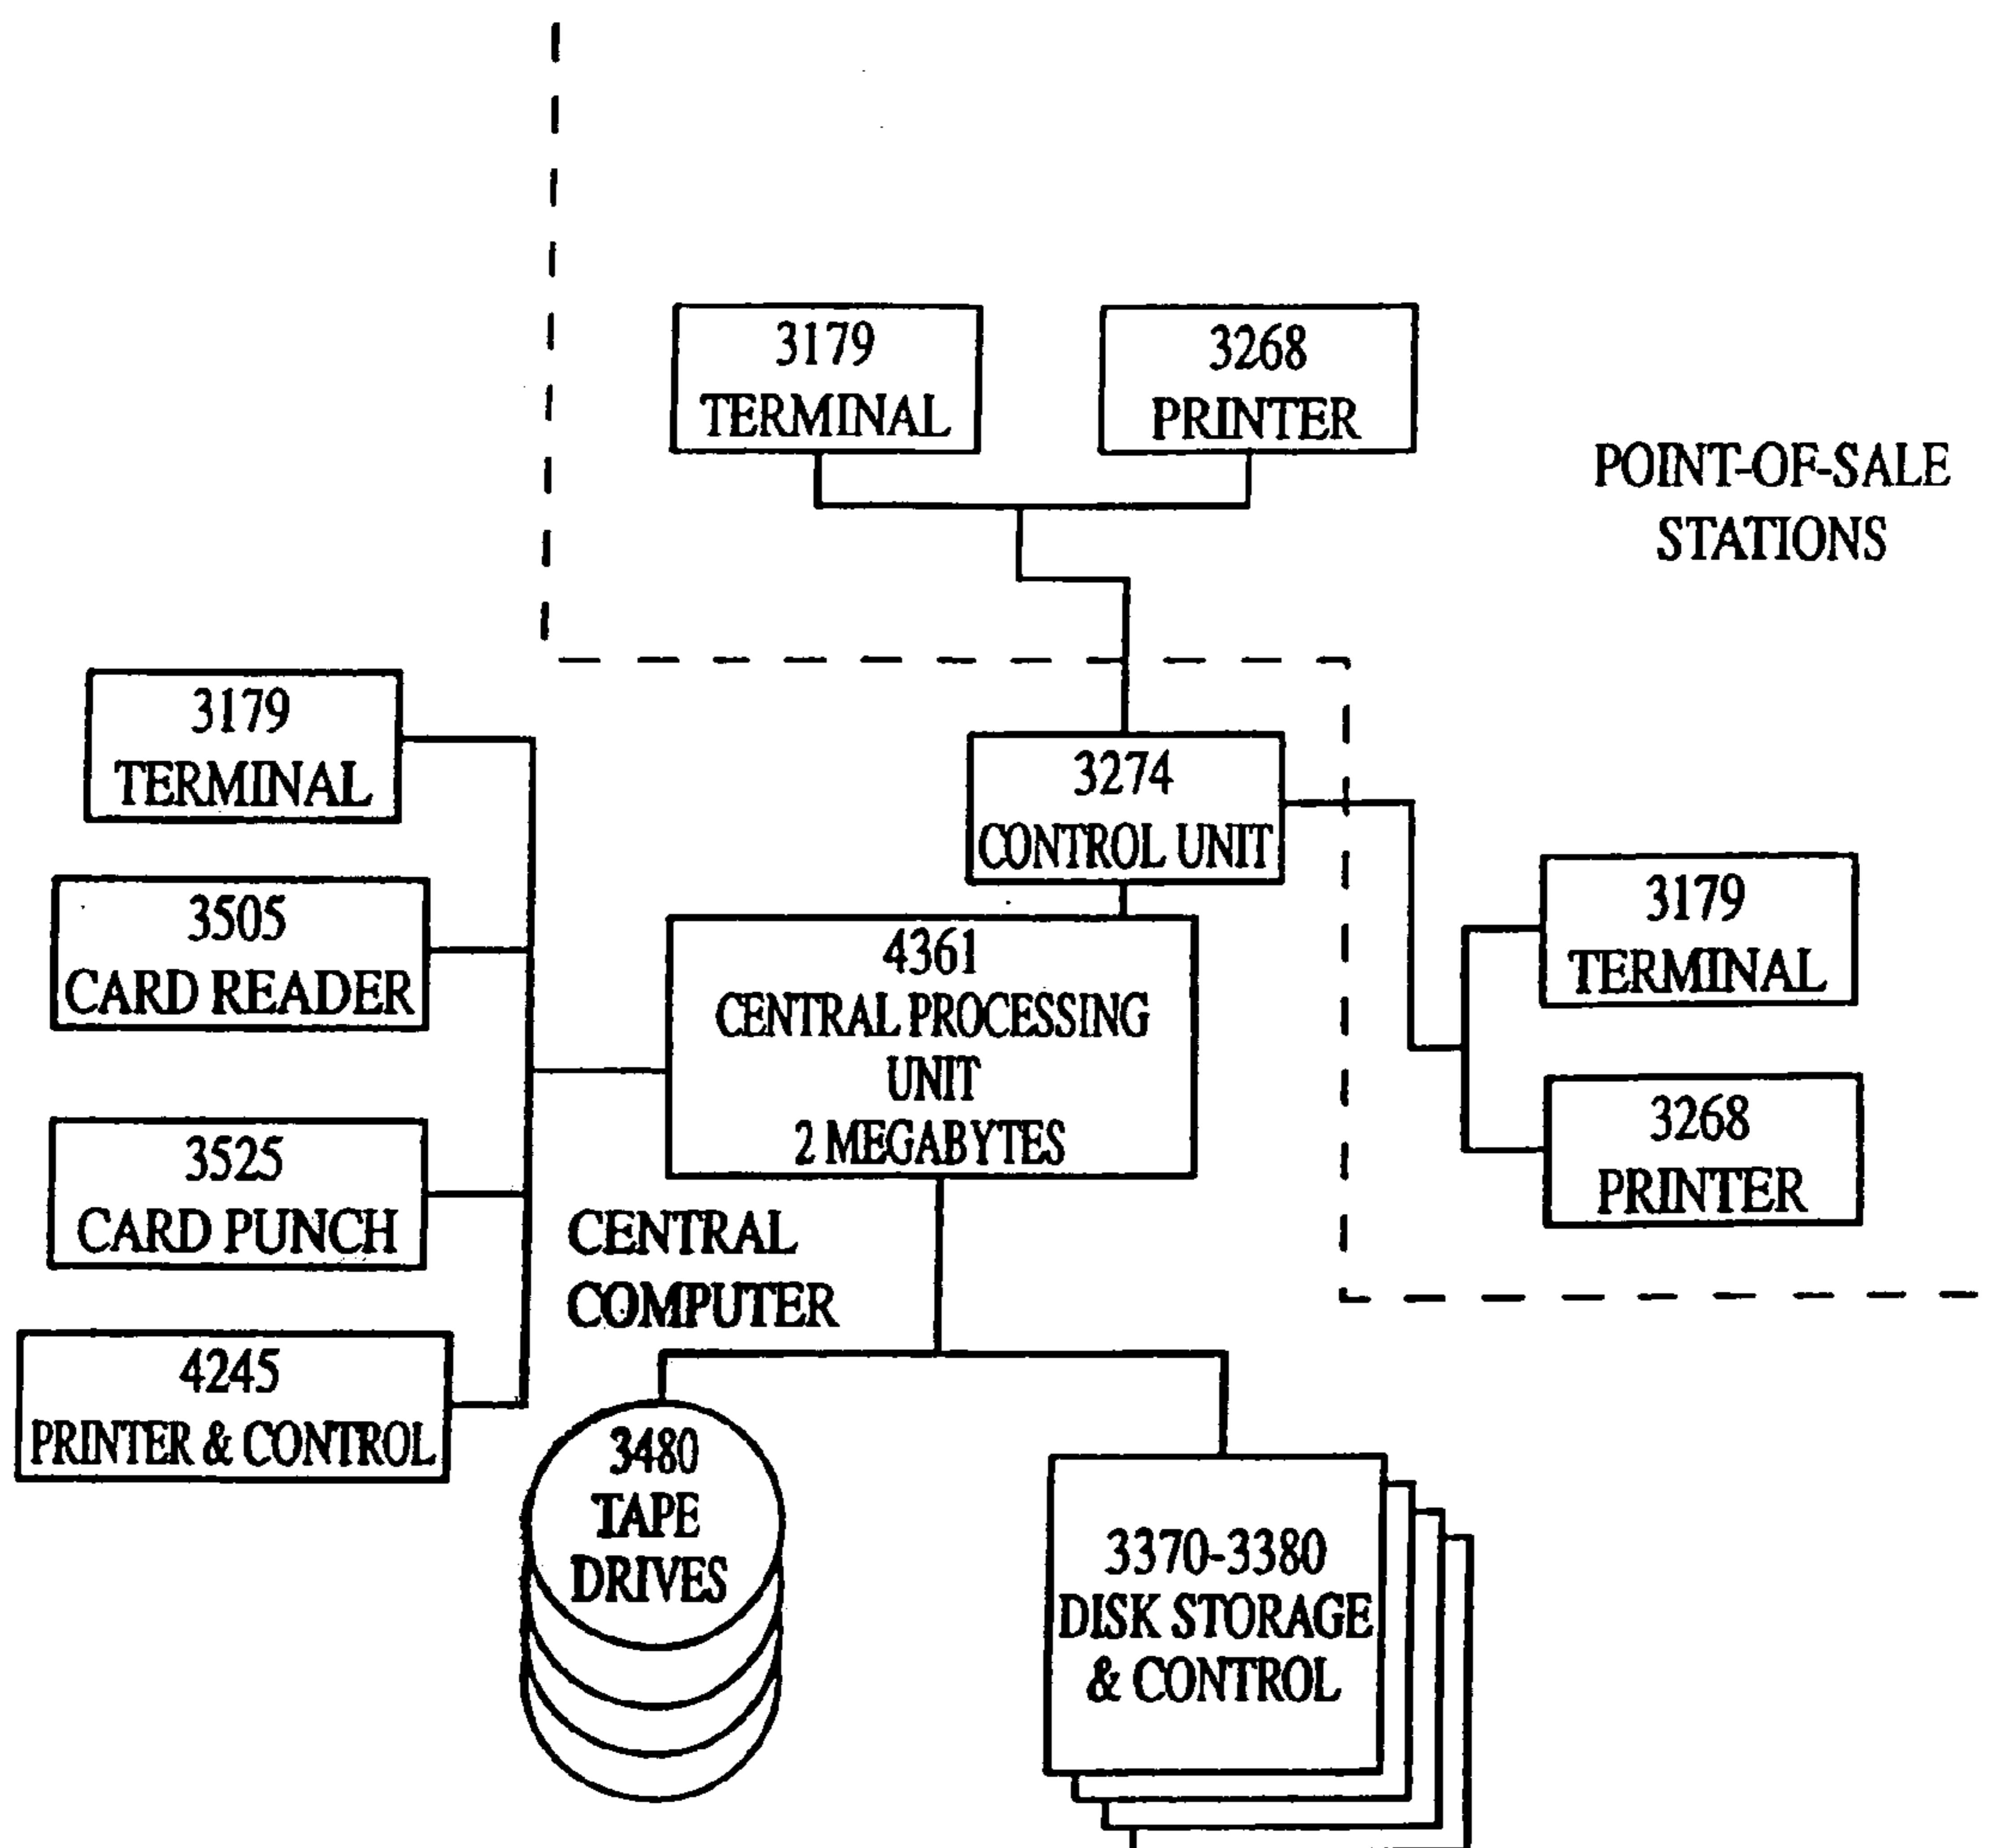 3179
TERMINAL
3268
PRINTER
POINT-OF-SALE
STATIONS
3179
TERMINAL
3274
CONTROL UNIT
3505
CARD READER
4361
CENTRAL PROCESSING
UNIT
2 MEGABYTES
3179
TERMINAL
3268
PRINTER
3525
CARD PUNCH
CENTRAL
COMPUTER
4245
PRINTER & CONTROL
3480
TAPE
DRIVES
3370-3380
DISK STORAGE
& CONTROL